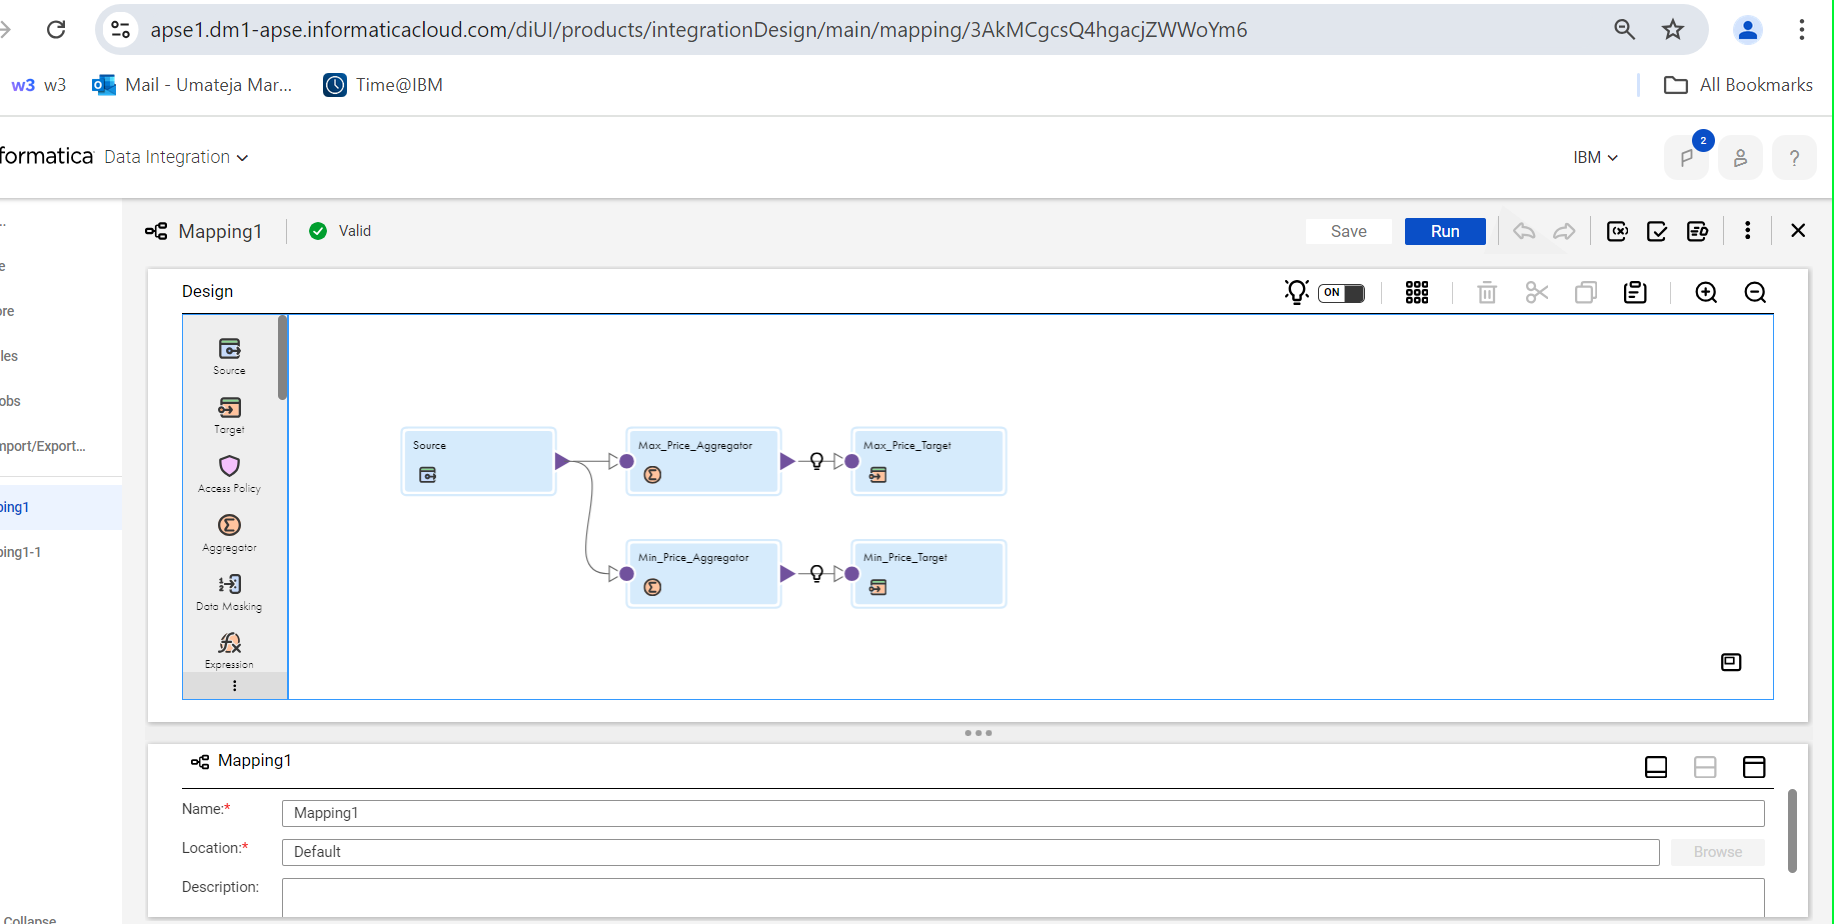 apse1.dm1-apse.informaticacloud.com/diUI/products/integrationDesign/main/mapping/3AkMCgcsQ4hgacjZWWoYm6
w3 w3 Mail - Umateja Mar... Time@IBM All Bookmarks
formatica Data Integration IBM 2 ?
...
e
ore
les
obs
mport/Export...
ping1
ping1-1
Collapse
Mapping1 Valid Save Run
Design ON
Source
Target
Access Policy
Aggregator
Data Masking
Expression
Source Max_Price_Aggregator Max_Price_Target
Min_Price_Aggregator Min_Price_Target
Mapping1
Name:* Mapping1
Location:* Default Browse
Description: